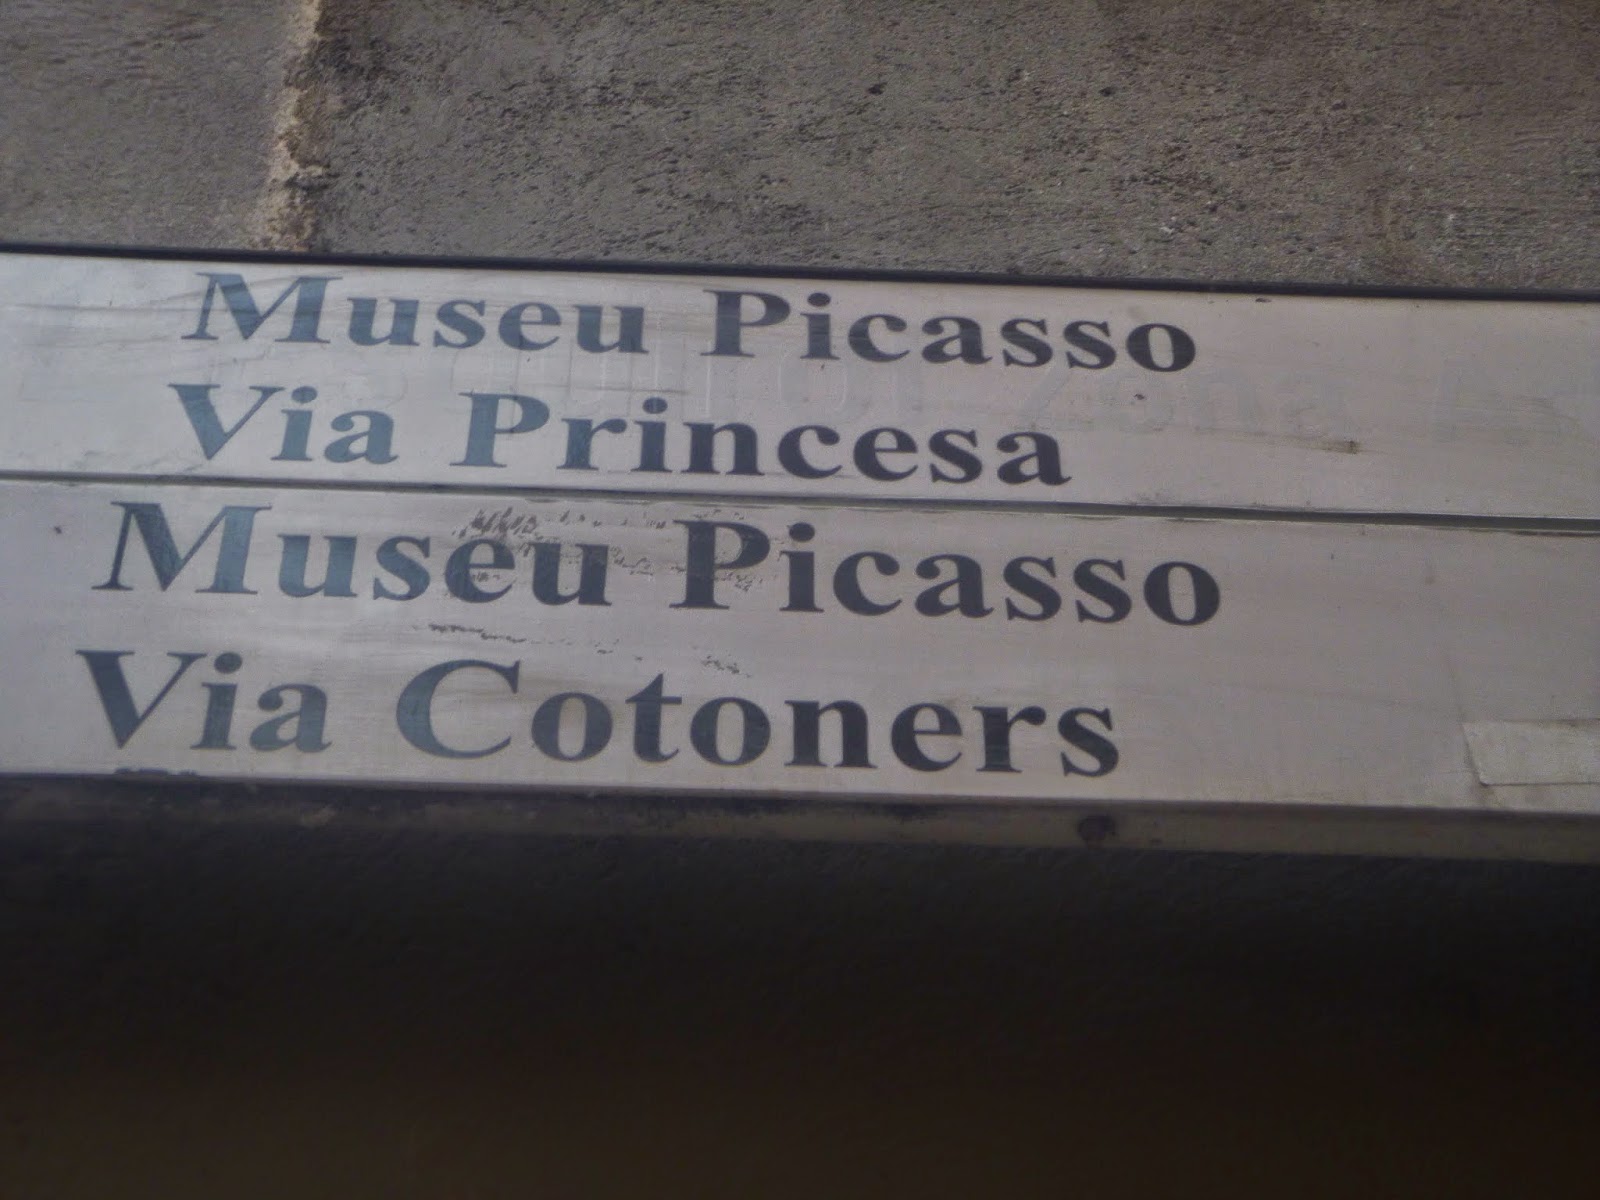 Museu Picasso
Via Princesa
Museu Picasso
Via Cotoners